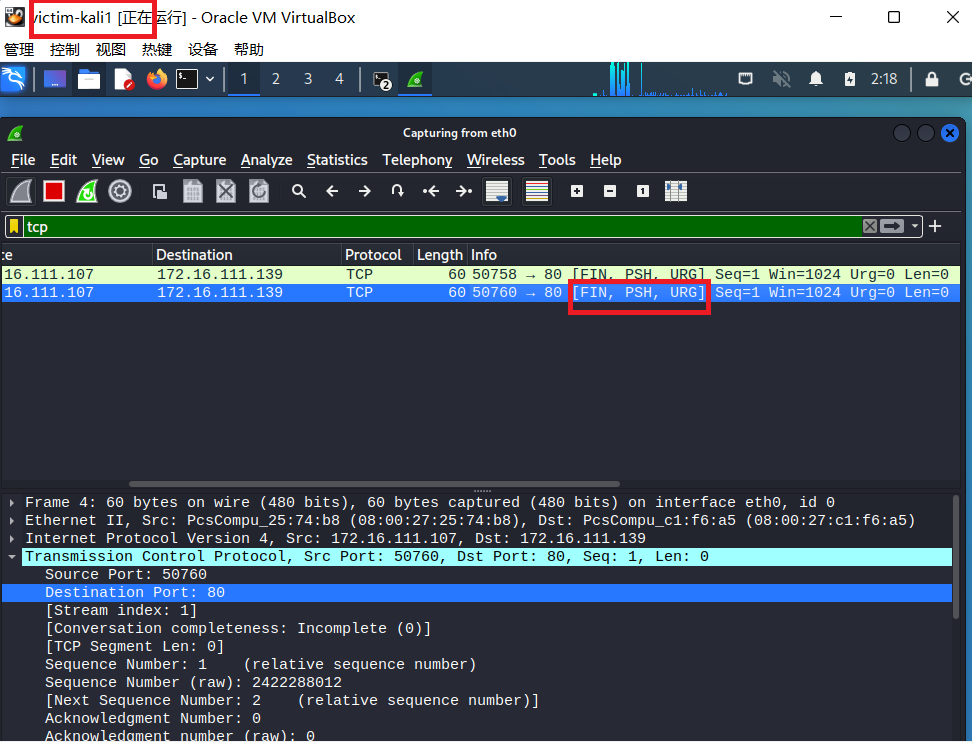 victim-kali1 [正在运行] - Oracle VM VirtualBox
管理 控制 视图 热键 设备 帮助
1 2 3 4 2 2:18
Capturing from eth0
File Edit View Go Capture Analyze Statistics Telephony Wireless Tools Help
tcp
ce Destination Protocol Length Info
16.111.107 172.16.111.139 TCP 60 50758 → 80 [FIN, PSH, URG] Seq=1 Win=1024 Urg=0 Len=0
16.111.107 172.16.111.139 TCP 60 50760 → 80 [FIN, PSH, URG] Seq=1 Win=1024 Urg=0 Len=0
Frame 4: 60 bytes on wire (480 bits), 60 bytes captured (480 bits) on interface eth0, id 0
Ethernet II, Src: PcsCompu_25:74:b8 (08:00:27:25:74:b8), Dst: PcsCompu_c1:f6:a5 (08:00:27:c1:f6:a5)
Internet Protocol Version 4, Src: 172.16.111.107, Dst: 172.16.111.139
Transmission Control Protocol, Src Port: 50760, Dst Port: 80, Seq: 1, Len: 0
Source Port: 50760
Destination Port: 80
[Stream index: 1]
[Conversation completeness: Incomplete (0)]
[TCP Segment Len: 0]
Sequence Number: 1 (relative sequence number)
Sequence Number (raw): 2422288012
[Next Sequence Number: 2 (relative sequence number)]
Acknowledgment Number: 0
Acknowledgment number (raw): 0